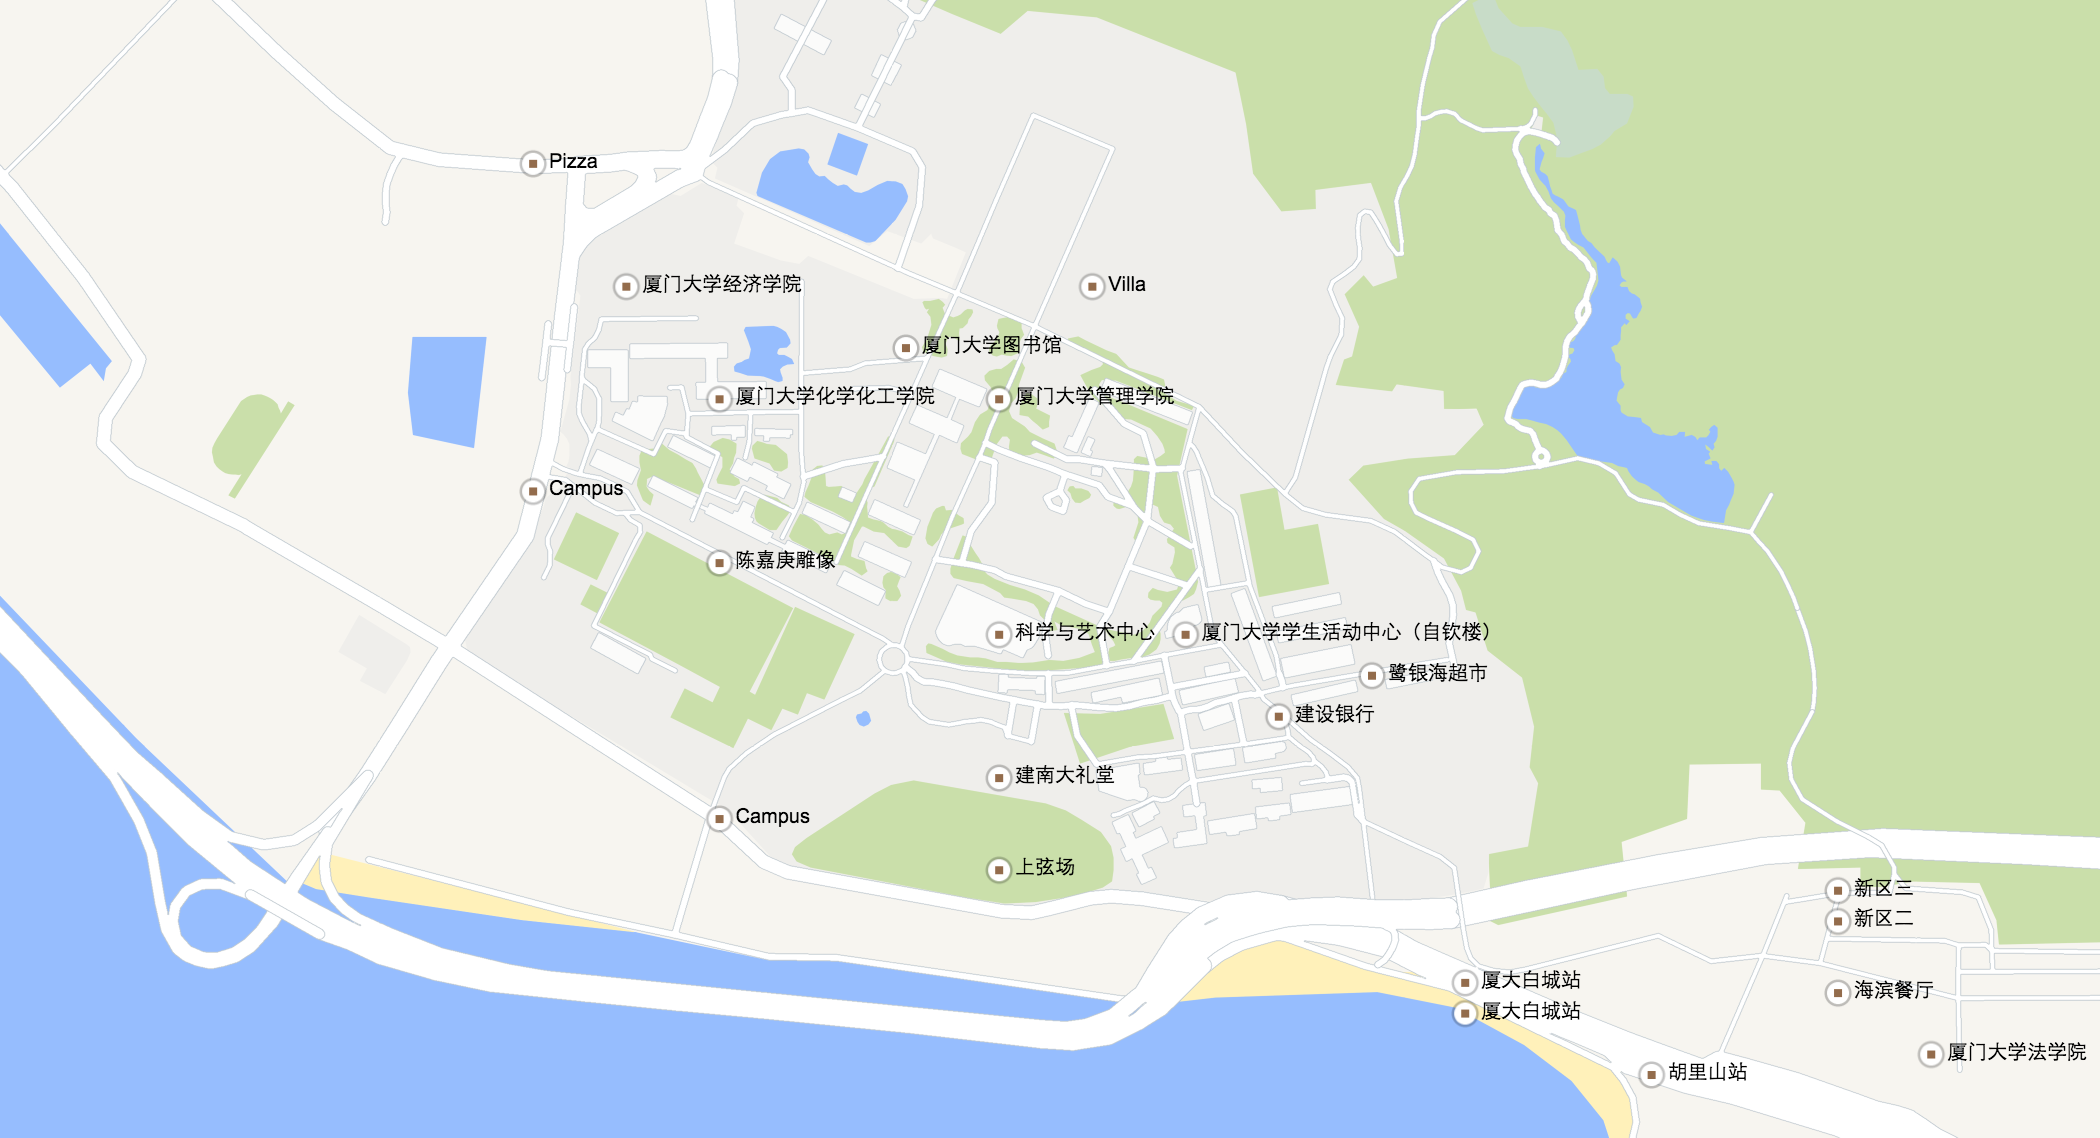 Pizza
厦门大学经济学院
Villa
厦门大学图书馆
厦门大学化学化工学院
厦门大学管理学院
Campus
陈嘉庚雕像
科学与艺术中心
厦门大学学生活动中心（自钦楼）
鹭银海超市
建设银行
建南大礼堂
Campus
上弦场
新区三
新区二
厦大白城站
海滨餐厅
厦大白城站
厦门大学法学院
胡里山站